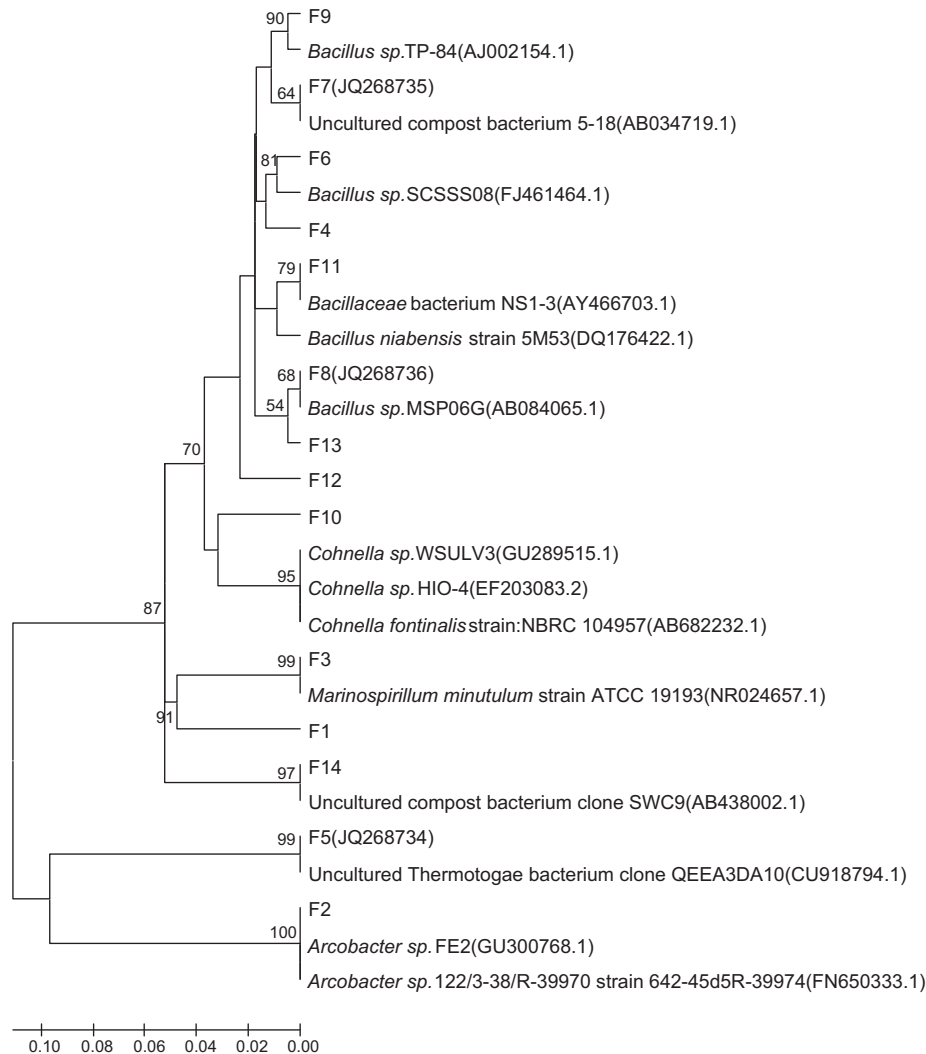 90
F9
Bacillus sp.TP-84(AJ002154.1)
F7(JQ268735)
64
Uncultured compost bacterium 5-18(AB034719.1)
81
F6
Bacillus sp.SCSSS08(FJ461464.1)
F4
79
F11
Bacillaceae bacterium NS1-3(AY466703.1)
Bacillus niabensis strain 5M53(DQ176422.1)
68
F8(JQ268736)
54
Bacillus sp.MSP06G(AB084065.1)
F13
70
F12
F10
Cohnella sp.WSULV3(GU289515.1)
95
Cohnella sp.HIO-4(EF203083.2)
87
Cohnella fontinalisstrain:NBRC 104957(AB682232.1)
99
F3
Marinospirillum minutulum strain ATCC 19193(NR024657.1)
91
F1
97
F14
Uncultured compost bacterium clone SWC9(AB438002.1)
99
F5(JQ268734)
Uncultured Thermotogae bacterium clone QEEA3DA10(CU918794.1)
F2
100
Arcobacter sp.FE2(GU300768.1)
Arcobacter sp.122/3-38/R-39970 strain 642-45d5R-39974(FN650333.1)
0.10 0.08 0.06 0.04 0.02 0.00